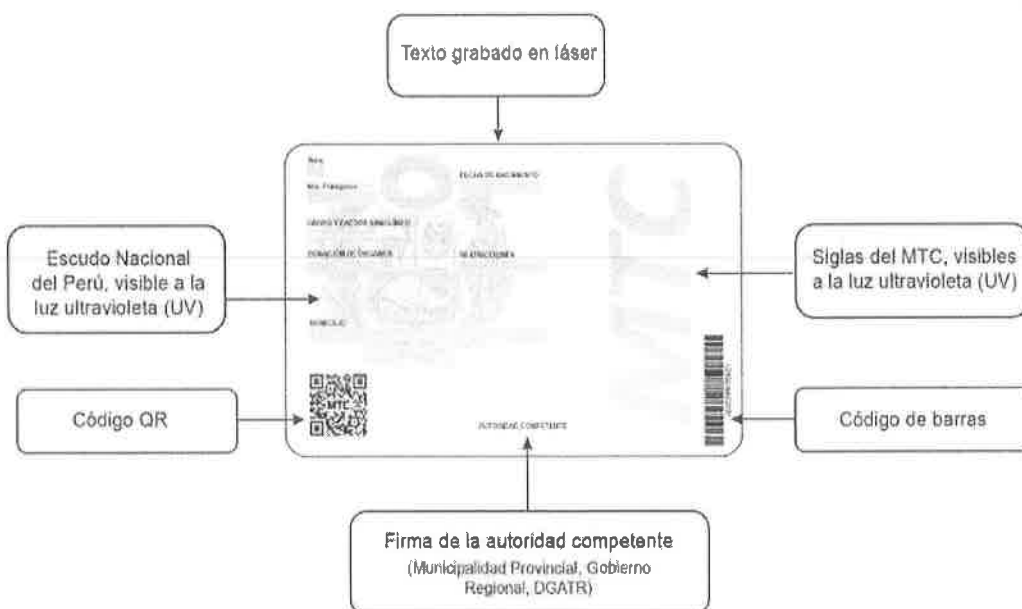 Texto grabado en láser
FECHA DE NACIMIENTO
GRUPO Y FACTOR SANGUÍNEO
DONACIÓN DE ÓRGANOS
RESTRICCIONES
DOMICILIO
MTC
Escudo Nacional
del Perú, visible a la
luz ultravioleta (UV)
Siglas del MTC, visibles
a la luz ultravioleta (UV)
MTC
Código QR
AUTORIDAD COMPETENTE
Código de barras
Firma de la autoridad competente
(Municipalidad Provincial, Gobierno
Regional, DGATR)